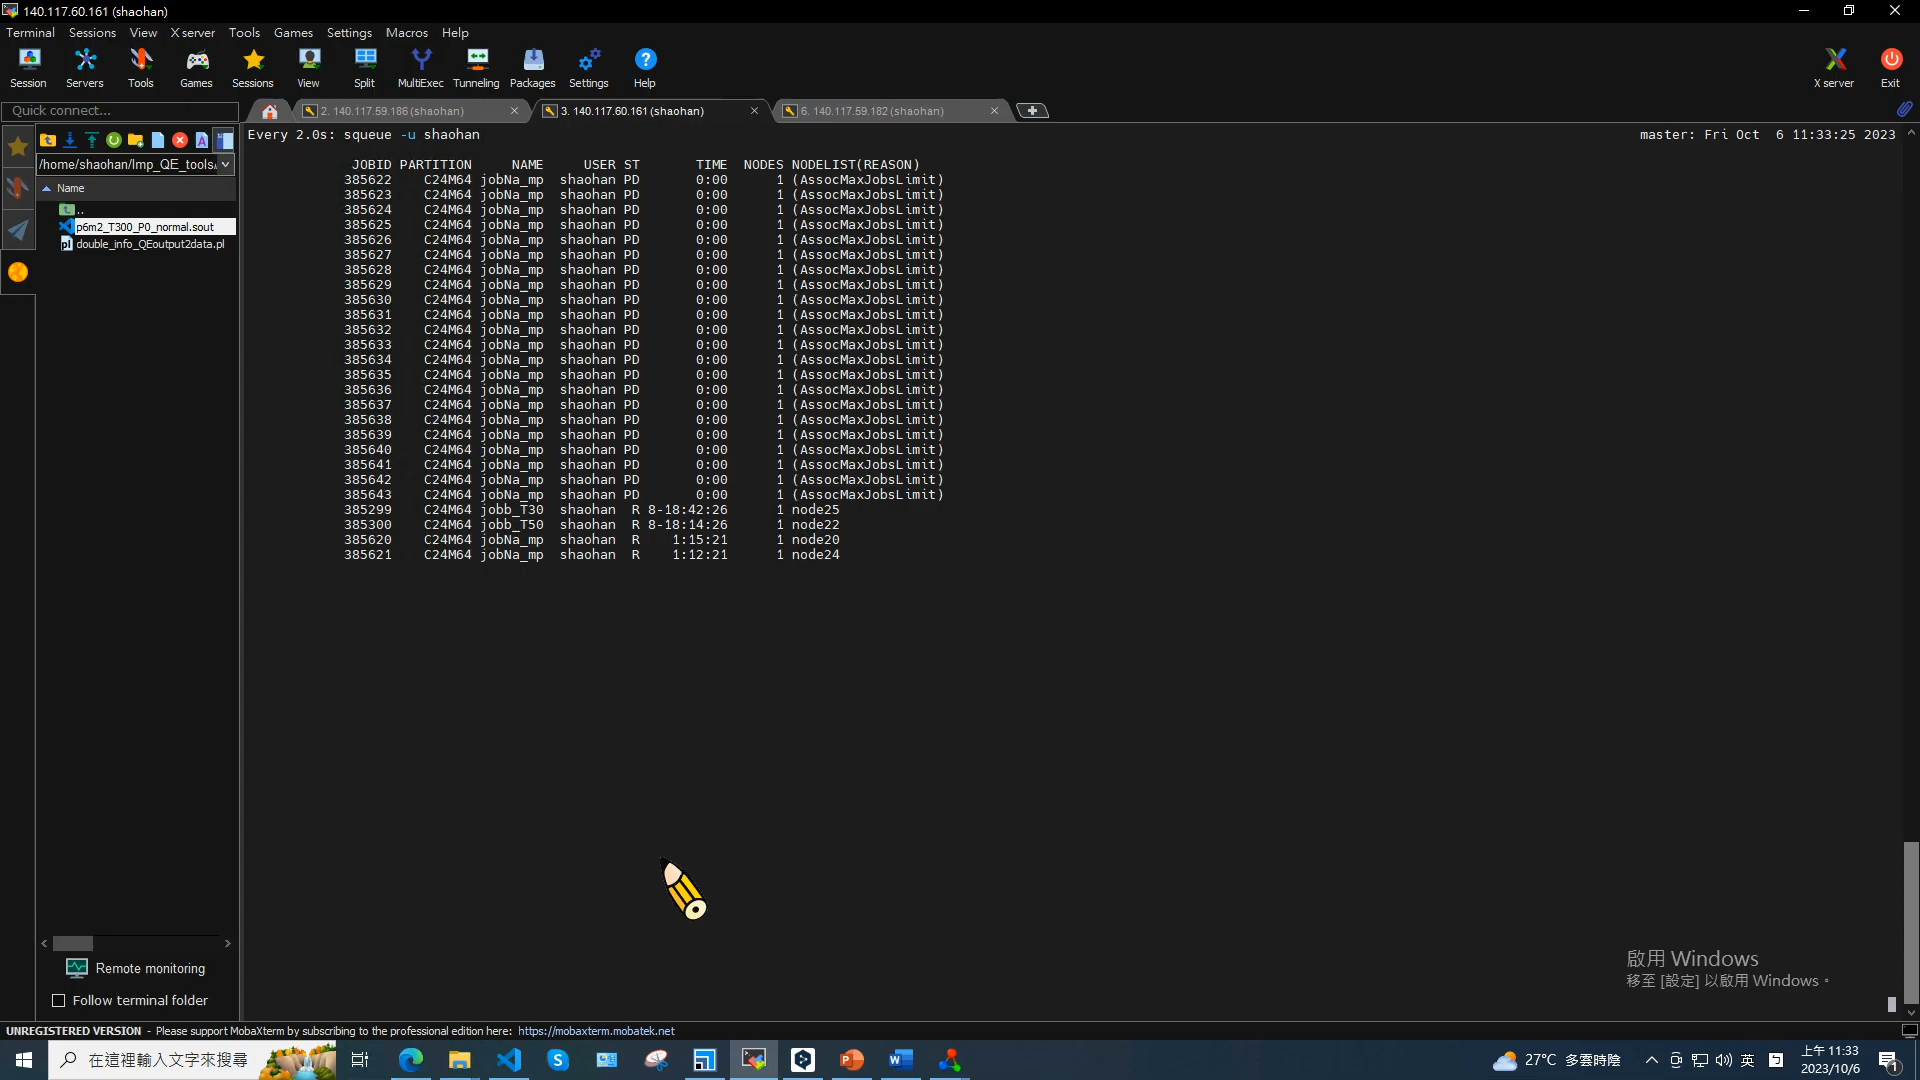 140.117.60.161 (shaohan)
Terminal Sessions View X server Tools Games Settings Macros Help
Session Servers Tools Games Sessions View Split MultiExec Tunneling Packages Settings Help X server Exit
Quick connect...
2. 140.117.59.186 (shaohan)
3. 140.117.60.161 (shaohan)
6. 140.117.59.182 (shaohan)
/home/shaohan/lmp_QE_tools
Name
..
p6m2_T300_P0_normal.sout
double_info_QEoutput2data.pl
Every 2.0s: squeue -u shaohan master: Fri Oct  6 11:33:25 2023
JOBID PARTITION NAME USER ST TIME NODES NODELIST(REASON)
385622 C24M64 jobNa_mp shaohan PD 0:00 1 (AssocMaxJobsLimit)
385623 C24M64 jobNa_mp shaohan PD 0:00 1 (AssocMaxJobsLimit)
385624 C24M64 jobNa_mp shaohan PD 0:00 1 (AssocMaxJobsLimit)
385625 C24M64 jobNa_mp shaohan PD 0:00 1 (AssocMaxJobsLimit)
385626 C24M64 jobNa_mp shaohan PD 0:00 1 (AssocMaxJobsLimit)
385627 C24M64 jobNa_mp shaohan PD 0:00 1 (AssocMaxJobsLimit)
385628 C24M64 jobNa_mp shaohan PD 0:00 1 (AssocMaxJobsLimit)
385629 C24M64 jobNa_mp shaohan PD 0:00 1 (AssocMaxJobsLimit)
385630 C24M64 jobNa_mp shaohan PD 0:00 1 (AssocMaxJobsLimit)
385631 C24M64 jobNa_mp shaohan PD 0:00 1 (AssocMaxJobsLimit)
385632 C24M64 jobNa_mp shaohan PD 0:00 1 (AssocMaxJobsLimit)
385633 C24M64 jobNa_mp shaohan PD 0:00 1 (AssocMaxJobsLimit)
385634 C24M64 jobNa_mp shaohan PD 0:00 1 (AssocMaxJobsLimit)
385635 C24M64 jobNa_mp shaohan PD 0:00 1 (AssocMaxJobsLimit)
385636 C24M64 jobNa_mp shaohan PD 0:00 1 (AssocMaxJobsLimit)
385637 C24M64 jobNa_mp shaohan PD 0:00 1 (AssocMaxJobsLimit)
385638 C24M64 jobNa_mp shaohan PD 0:00 1 (AssocMaxJobsLimit)
385639 C24M64 jobNa_mp shaohan PD 0:00 1 (AssocMaxJobsLimit)
385640 C24M64 jobNa_mp shaohan PD 0:00 1 (AssocMaxJobsLimit)
385641 C24M64 jobNa_mp shaohan PD 0:00 1 (AssocMaxJobsLimit)
385642 C24M64 jobNa_mp shaohan PD 0:00 1 (AssocMaxJobsLimit)
385643 C24M64 jobNa_mp shaohan PD 0:00 1 (AssocMaxJobsLimit)
385299 C24M64 jobb_T30 shaohan R 8-18:42:26 1 node25
385300 C24M64 jobb_T50 shaohan R 8-18:14:26 1 node22
385620 C24M64 jobNa_mp shaohan R 1:15:21 1 node20
385621 C24M64 jobNa_mp shaohan R 1:12:21 1 node24
Remote monitoring
Follow terminal folder
啟用 Windows
移至 [設定] 以啟用 Windows。
UNREGISTERED VERSION - Please support MobaXterm by subscribing to the professional edition here: https://mobaxterm.mobatek.net
在這裡輸入文字來搜尋
27°C 多雲時陰
英
上午 11:33
2023/10/6
1